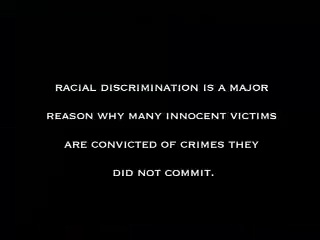 RACIAL DISCRIMINATION IS A MAJOR
REASON WHY MANY INNOCENT VICTIMS
ARE CONVICTED OF CRIMES THEY
DID NOT COMMIT.